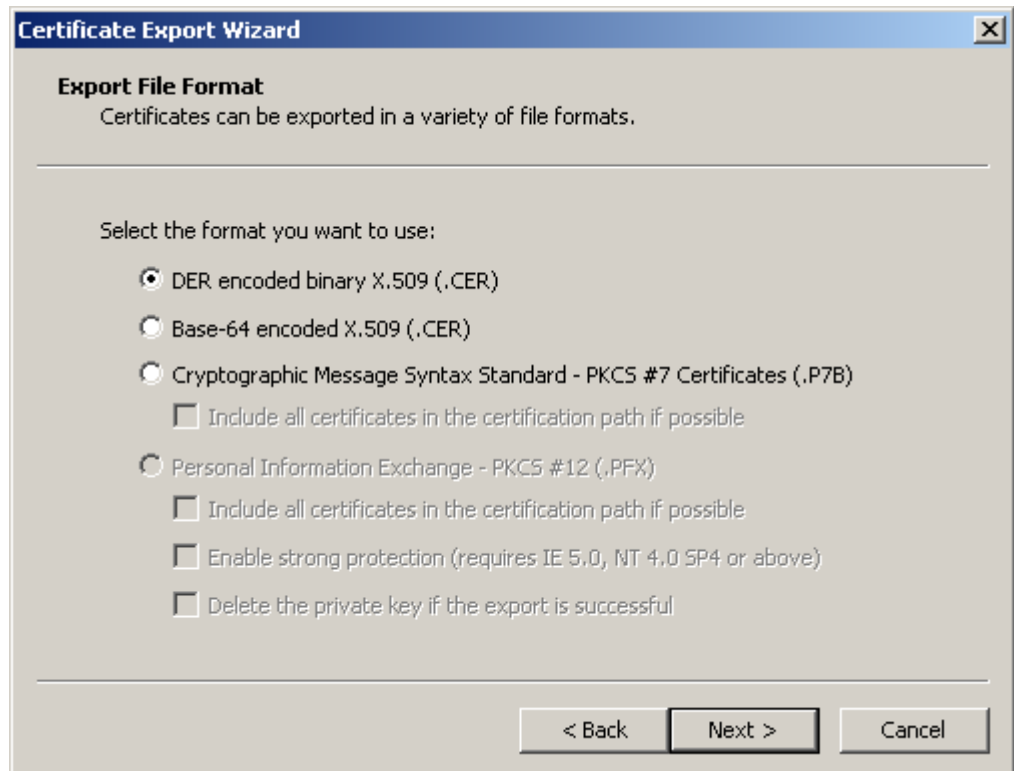 Certificate Export Wizard
Export File Format
Certificates can be exported in a variety of file formats.
Select the format you want to use:
DER encoded binary X.509 (.CER)
Base-64 encoded X.509 (.CER)
Cryptographic Message Syntax Standard - PKCS #7 Certificates (.P7B)
Include all certificates in the certification path if possible
Personal Information Exchange - PKCS #12 (.PFX)
Include all certificates in the certification path if possible
Enable strong protection (requires IE 5.0, NT 4.0 SP4 or above)
Delete the private key if the export is successful
< Back Next > Cancel